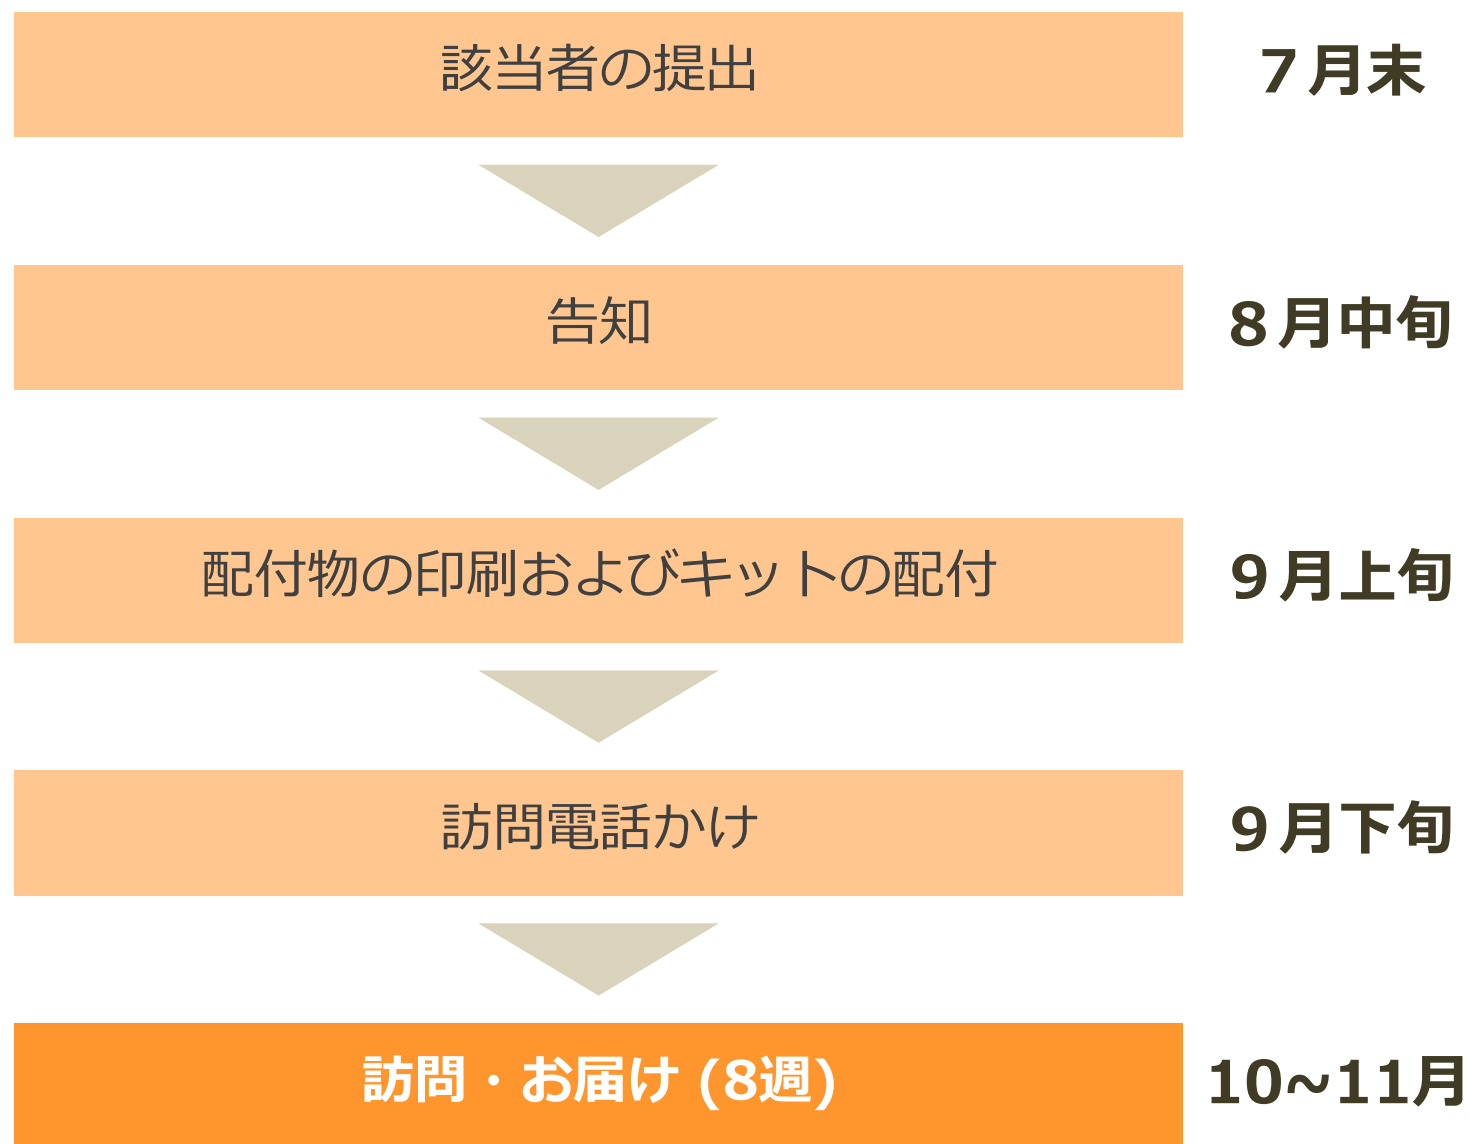 該当者の提出
７月末
告知
８月中旬
配付物の印刷およびキットの配付
９月上旬
訪問電話かけ
９月下旬
訪問・お届け (8週)
10~11月